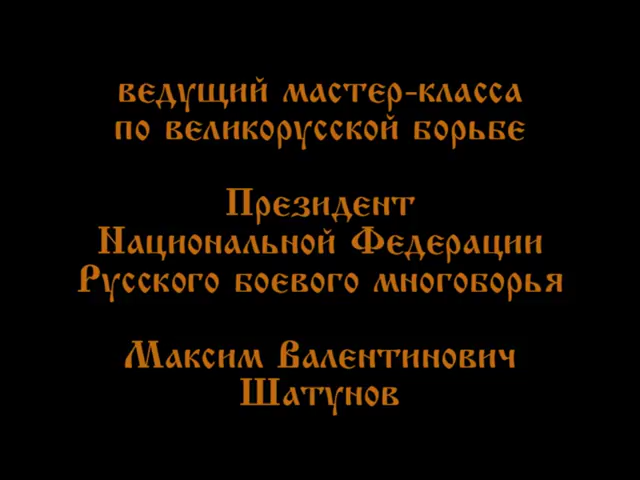 ведущий мастер-класса
по великорусской борьбе
Президент
Национальной Федерации
Русского боевого многоборья
Максим Валентинович
Шатунов